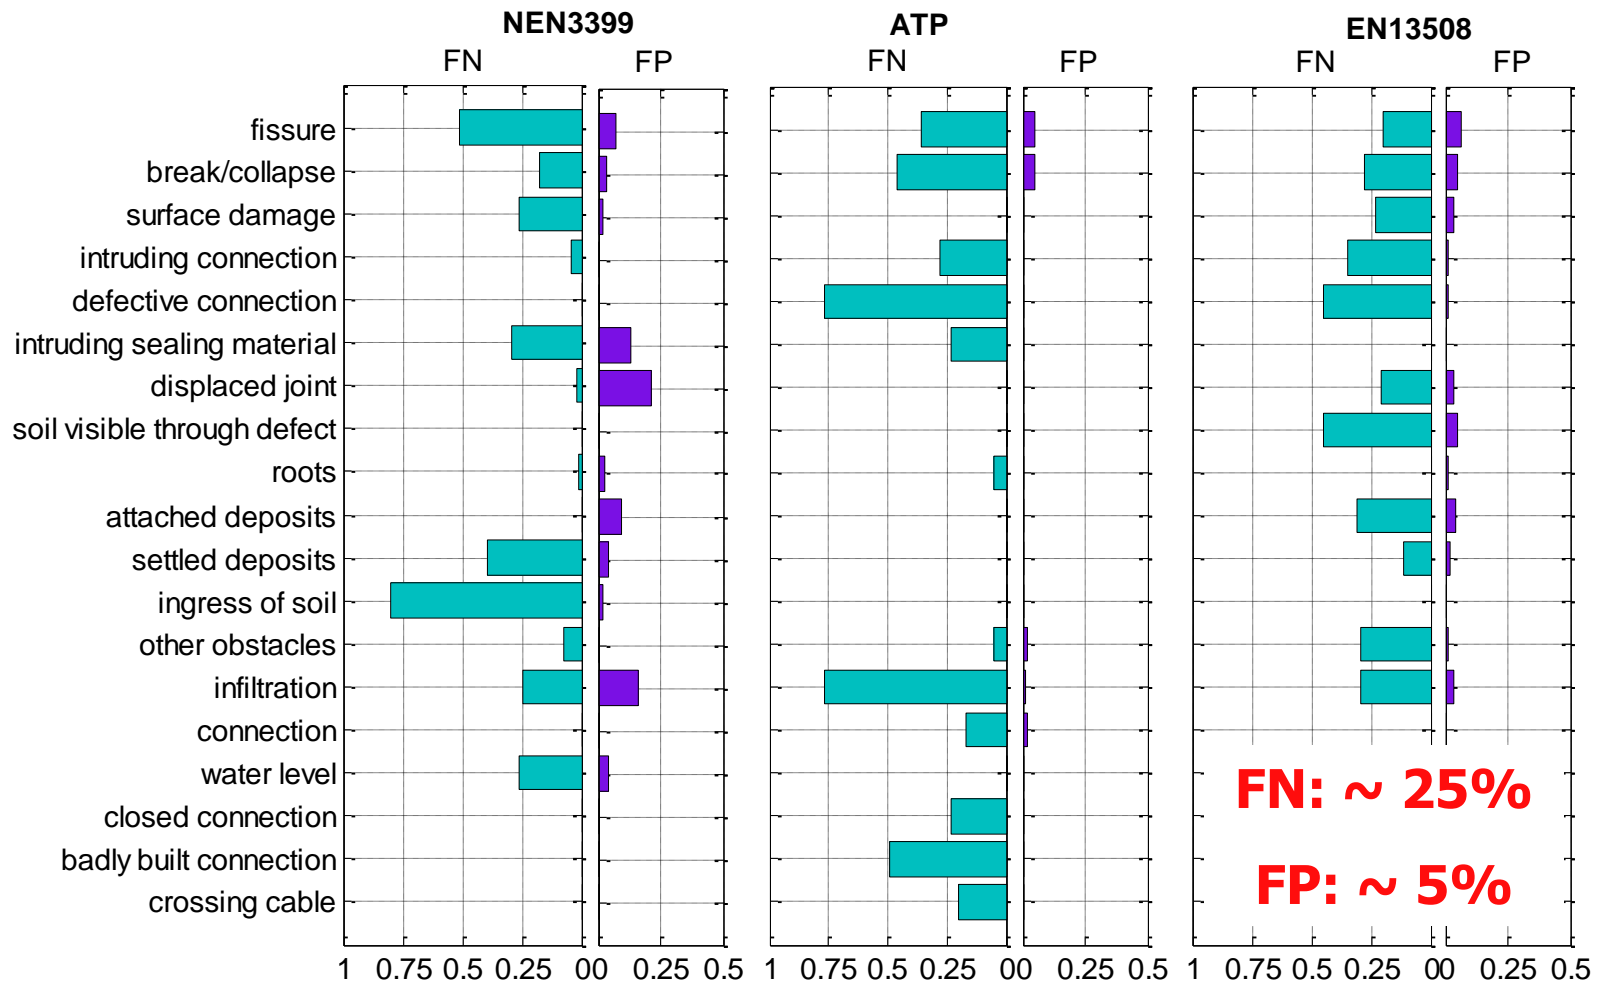 NEN3399
ATP
EN13508
FN
FP
FN
FP
FN
FP
fissure
break/collapse
surface damage
intruding connection
defective connection
intruding sealing material
displaced joint
soil visible through defect
roots
attached deposits
settled deposits
ingress of soil
other obstacles
infiltration
connection
water level
closed connection
badly built connection
crossing cable
FN: ~ 25%
FP: ~ 5%
1 0.75 0.5 0.25 0 0 0.25 0.5
1 0.75 0.5 0.25 0 0 0.25 0.5
1 0.75 0.5 0.25 0 0 0.25 0.5